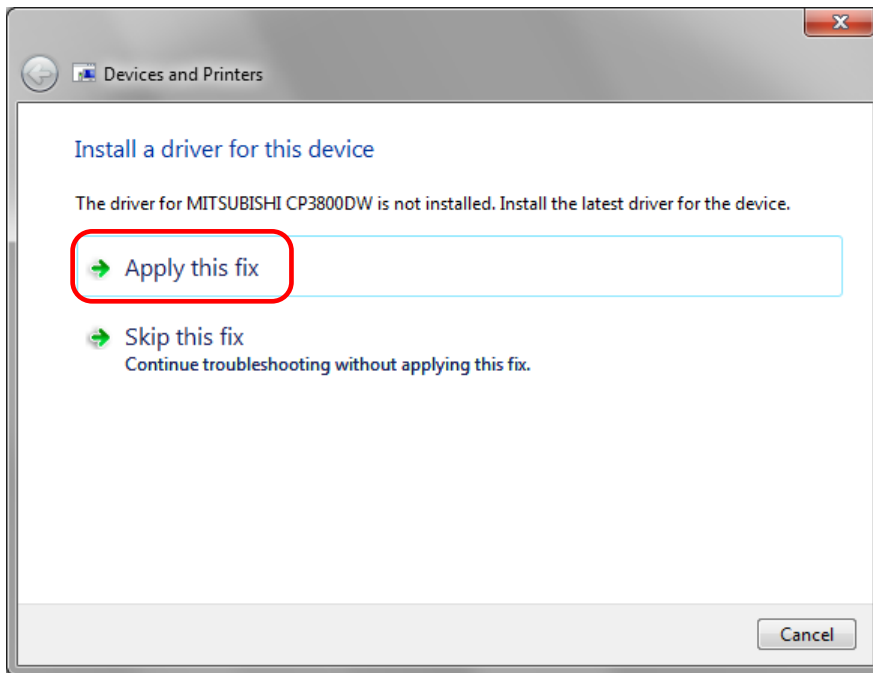 Devices and Printers
Install a driver for this device
The driver for MITSUBISHI CP3800DW is not installed. Install the latest driver for the device.
Apply this fix
Skip this fix
Continue troubleshooting without applying this fix.
Cancel